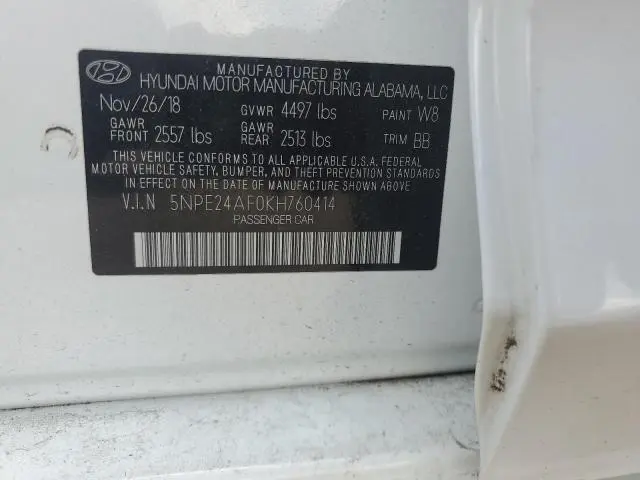 MANUFACTURED BY
HYUNDAI MOTOR MANUFACTURING ALABAMA, LLC
Nov/26/18 GVWR 4497 lbs PAINT W8
GAWR FRONT 2557 lbs GAWR REAR 2513 lbs TRIM BB
THIS VEHICLE CONFORMS TO ALL APPLICABLE U.S.A. FEDERAL
MOTOR VEHICLE SAFETY, BUMPER, AND THEFT PREVENTION STANDARDS
IN EFFECT ON THE DATE OF MANUFACTURE SHOWN ABOVE
V.I.N 5NPE24AF0KH760414
PASSENGER CAR